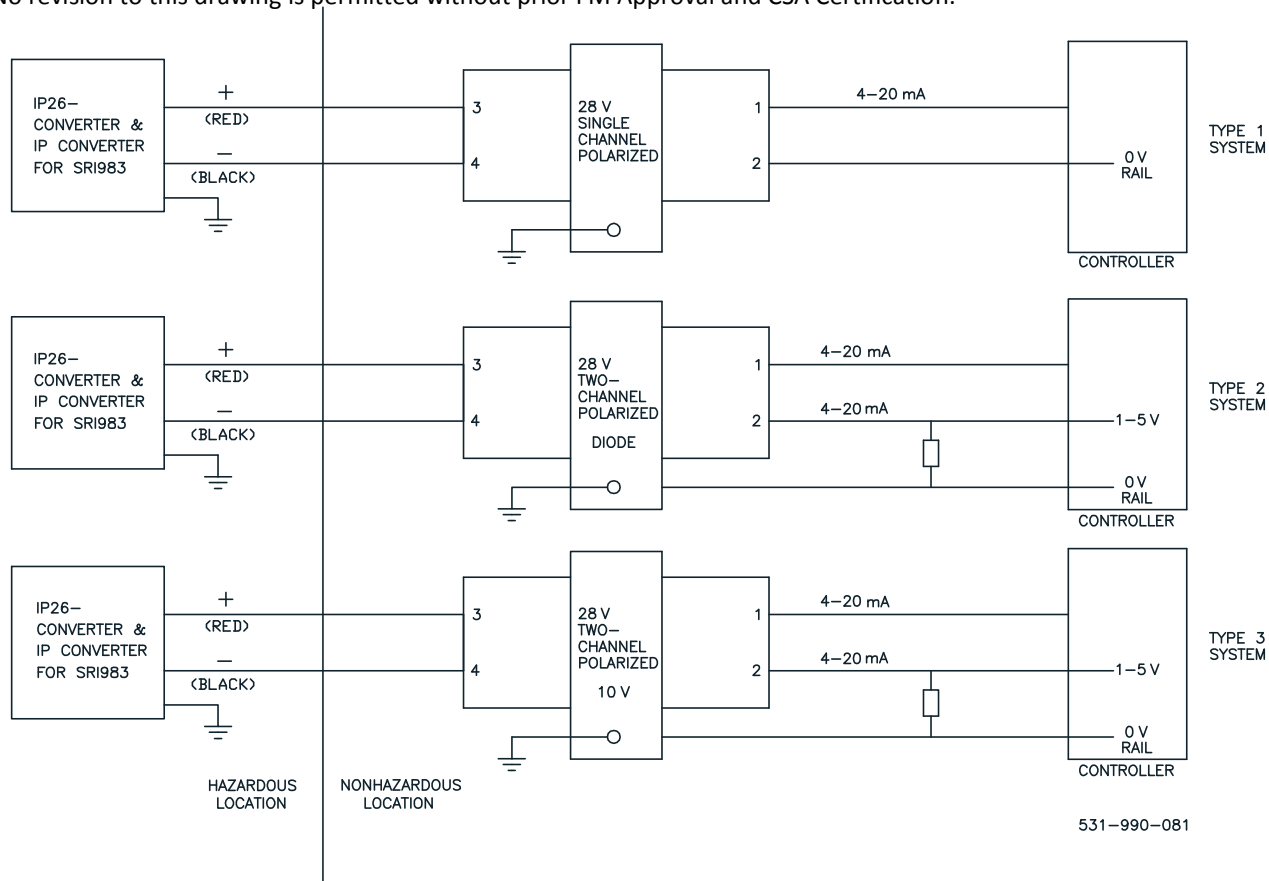 No revision to this drawing is permitted without prior FM Approval and CSA Certification.
IP26-
CONVERTER &
IP CONVERTER
FOR SRI983
+
(RED)
−
(BLACK)
3
4
28 V
SINGLE
CHANNEL
POLARIZED
1
2
4-20 mA
0 V
RAIL
CONTROLLER
TYPE 1
SYSTEM
IP26-
CONVERTER &
IP CONVERTER
FOR SRI983
+
(RED)
−
(BLACK)
3
4
28 V
TWO-
CHANNEL
POLARIZED
DIODE
1
2
4-20 mA
4-20 mA
1-5 V
0 V
RAIL
CONTROLLER
TYPE 2
SYSTEM
IP26-
CONVERTER &
IP CONVERTER
FOR SRI983
+
(RED)
−
(BLACK)
3
4
28 V
TWO-
CHANNEL
POLARIZED
10 V
1
2
4-20 mA
4-20 mA
1-5 V
0 V
RAIL
CONTROLLER
TYPE 3
SYSTEM
HAZARDOUS
LOCATION
NONHAZARDOUS
LOCATION
531-990-081